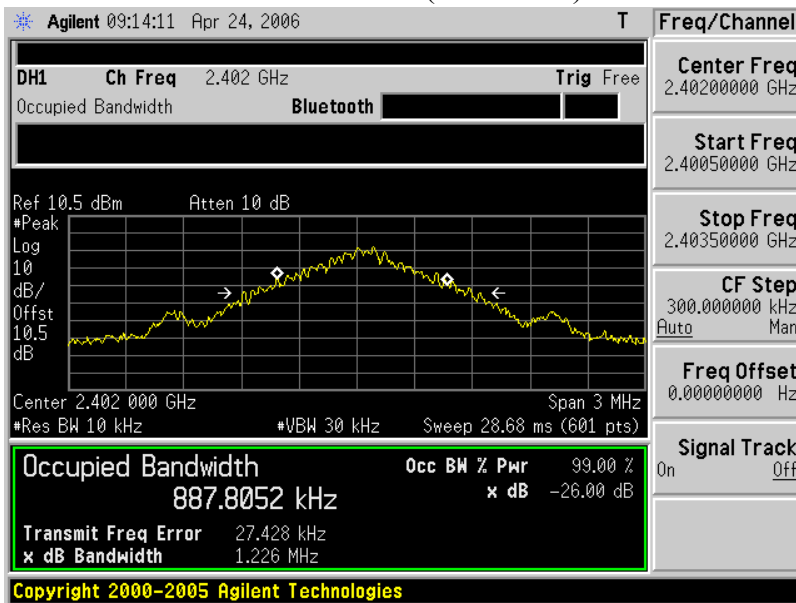 Agilent 09:14:11 Apr 24, 2006 T
Freq/Channel
DH1 Ch Freq 2.402 GHz Trig Free
Occupied Bandwidth Bluetooth
Center Freq
2.40200000 GHz
Start Freq
2.40050000 GHz
Stop Freq
2.40350000 GHz
CF Step
300.000000 kHz
Auto Man
Freq Offset
0.00000000 Hz
Signal Track
On Off
Ref 10.5 dBm Atten 10 dB
#Peak
Log
10
dB/
Offst
10.5
dB
Center 2.402 000 GHz Span 3 MHz
#Res BW 10 kHz #VBW 30 kHz Sweep 28.68 ms (601 pts)
Occupied Bandwidth Occ BW % Pwr 99.00 %
887.8052 kHz x dB -26.00 dB
Transmit Freq Error 27.428 kHz
x dB Bandwidth 1.226 MHz
Copyright 2000-2005 Agilent Technologies